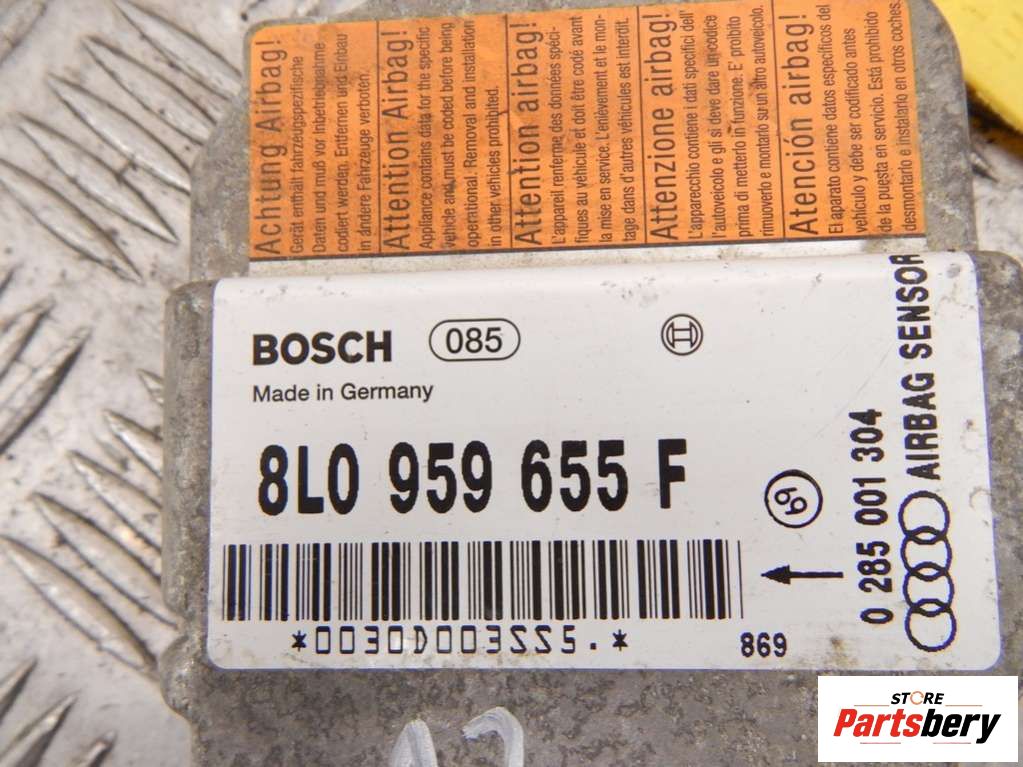 Achtung Airbag!
Gerät enthält fahrzeugspezifische
Daten und muß vor Inbetriebnahme
codiert werden. Entfernen und Einbau
in andere Fahrzeuge verboten.
Attention Airbag!
Appliance contains data for the specific
vehicle and must be coded before being
operational. Removal and installation
in other vehicles prohibited.
Attention airbag!
L'appareil renferme des données spéci-
fiques au véhicule et doit être codé avant
la mise en service. L'enlèvement et le mon-
tage dans d'autres véhicules est interdit.
Attenzione airbag!
L'apparecchio contiene i dati specifici dell'
autoveicolo e gli si deve dare un codice
prima di metterlo in funzione. E' proibito
rimuoverlo e montarlo su un altro autoveicolo.
Atención airbag!
El aparato contiene datos específicos del
vehículo y debe ser codificado antes
de la puesta en servicio. Está prohibido
desmontarlo e instalarlo en otros coches.
BOSCH 085
Made in Germany
8L0 959 655 F
69
0 285 001 304
AIRBAG SENSOR
*0030D003SS5.*
869
STORE
Partsbery